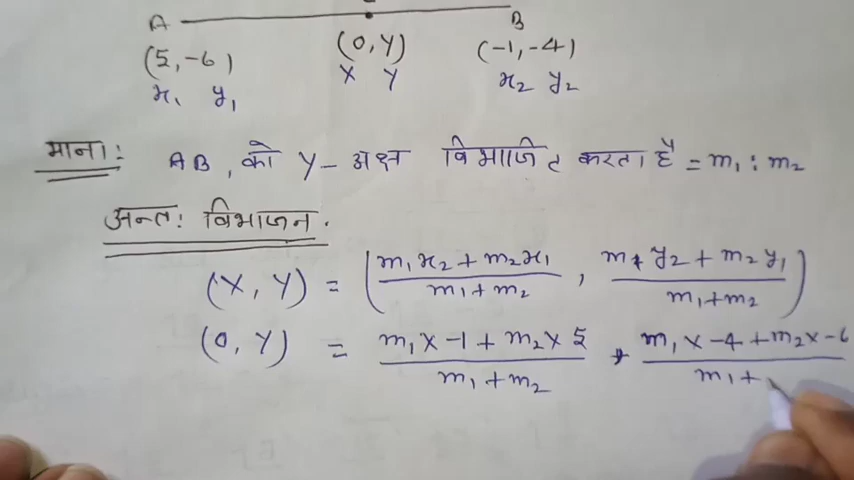 A B
(5, -6) (0, Y) (-1, -4)
x₁ y₁ X Y x₂ y₂
माना: AB, को Y- अक्ष विभाजित करता है = m₁ : m₂
अन्त: विभाजन.
(X, Y) = ( (m₁x₂ + m₂x₁)/(m₁ + m₂) , (m₁y₂ + m₂y₁)/(m₁+m₂) )
(0, Y) = (m₁ x -1 + m₂ x 5)/(m₁ + m₂) , (m₁ x -4 + m₂ x -6)/(m₁ +